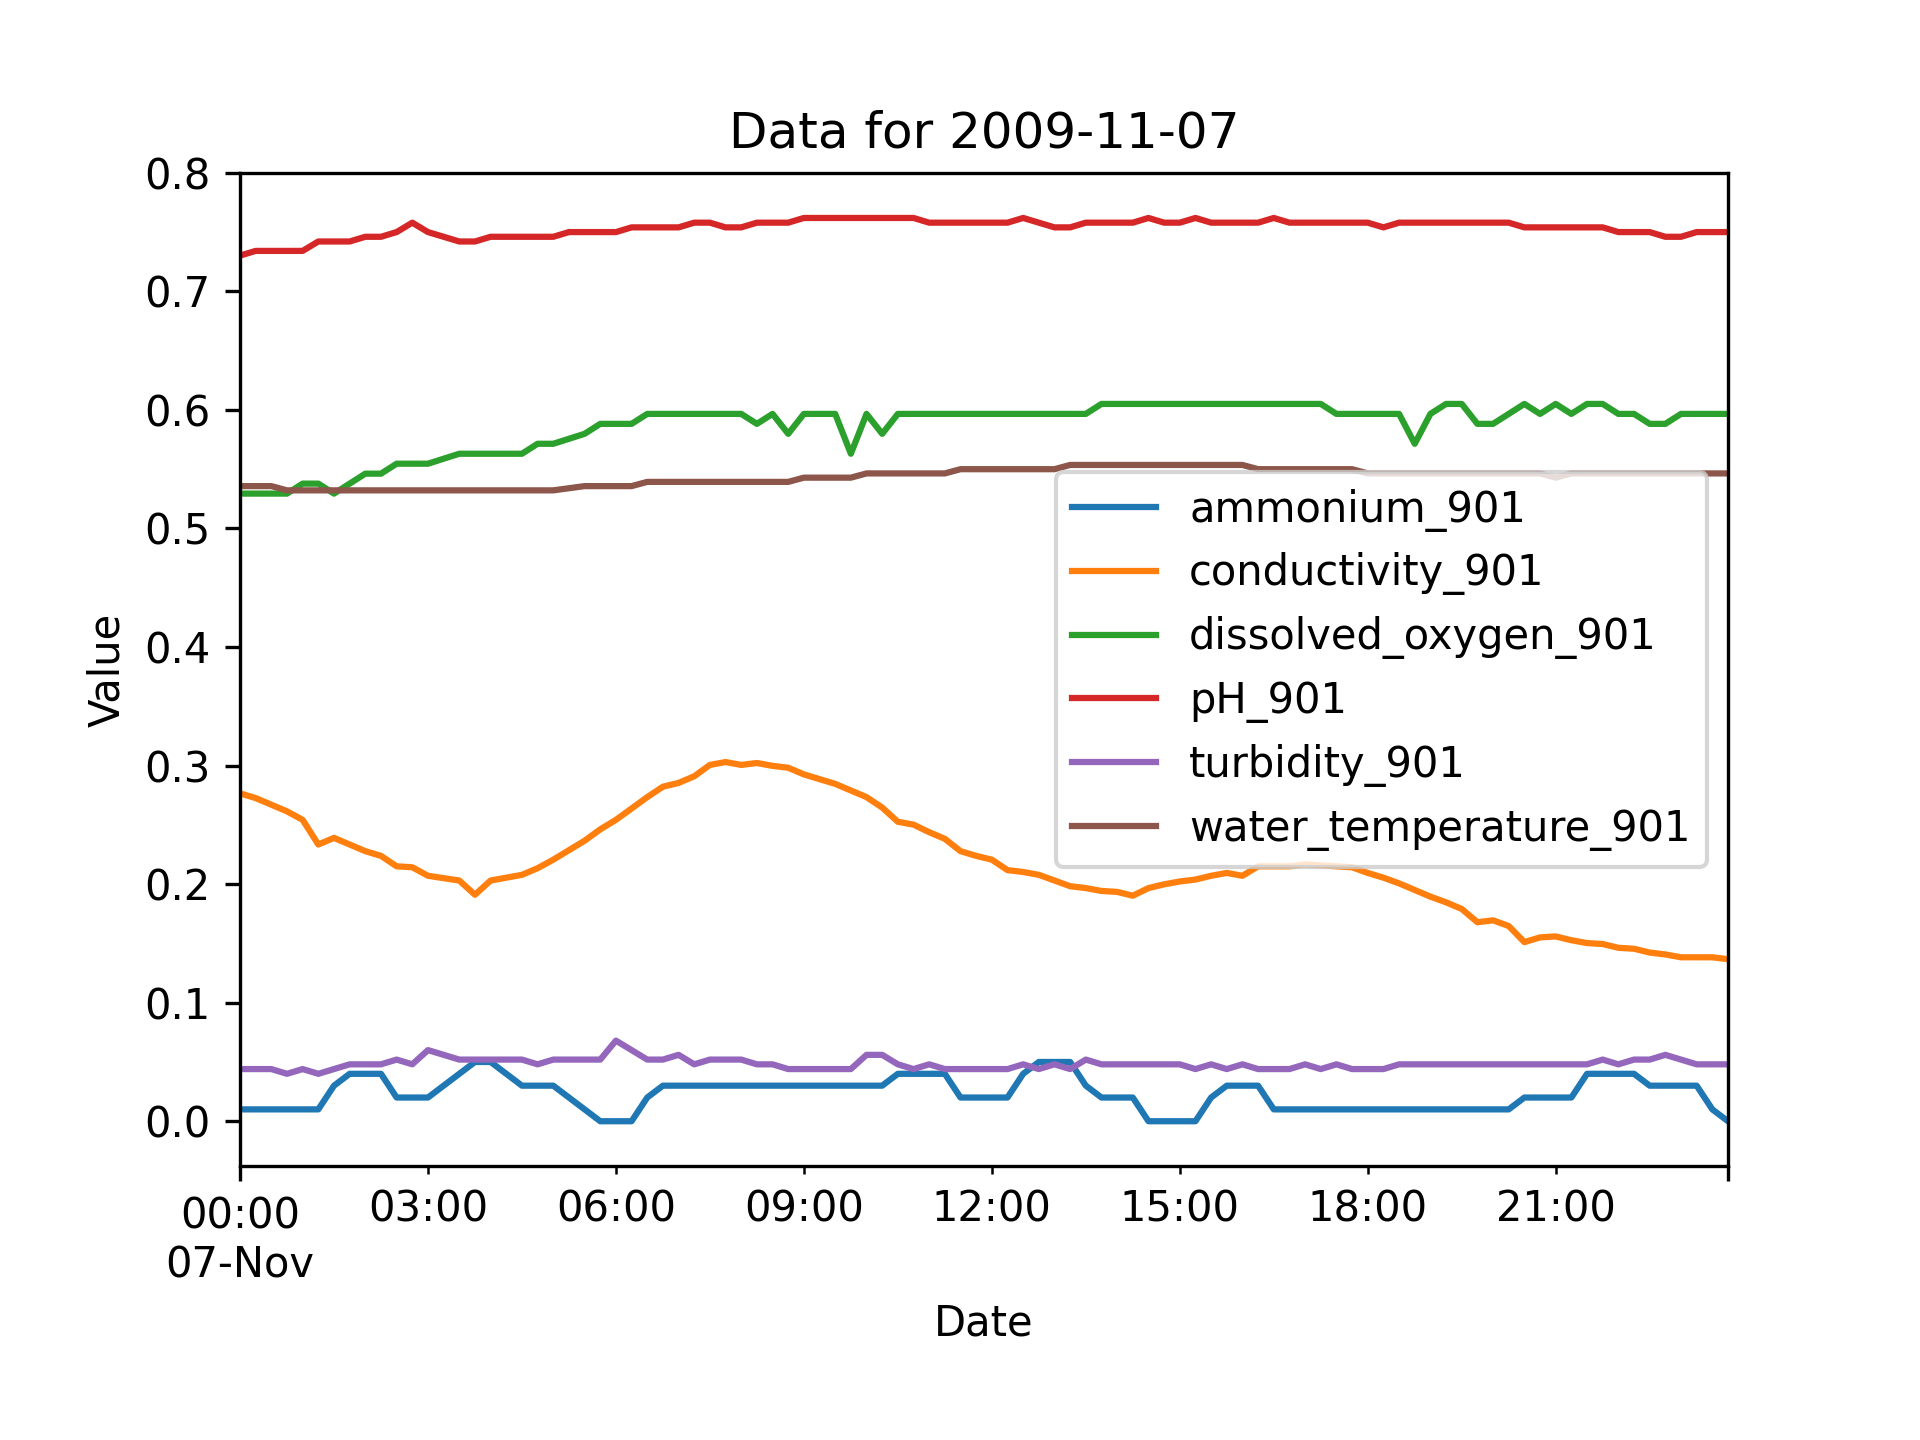 Data for 2009-11-07
0.8
0.7
0.6
0.5
0.4
0.3
0.2
0.1
0.0
Value
ammonium_901
conductivity_901
dissolved_oxygen_901
pH_901
turbidity_901
water_temperature_901
00:00 03:00 06:00 09:00 12:00 15:00 18:00 21:00
07-Nov
Date